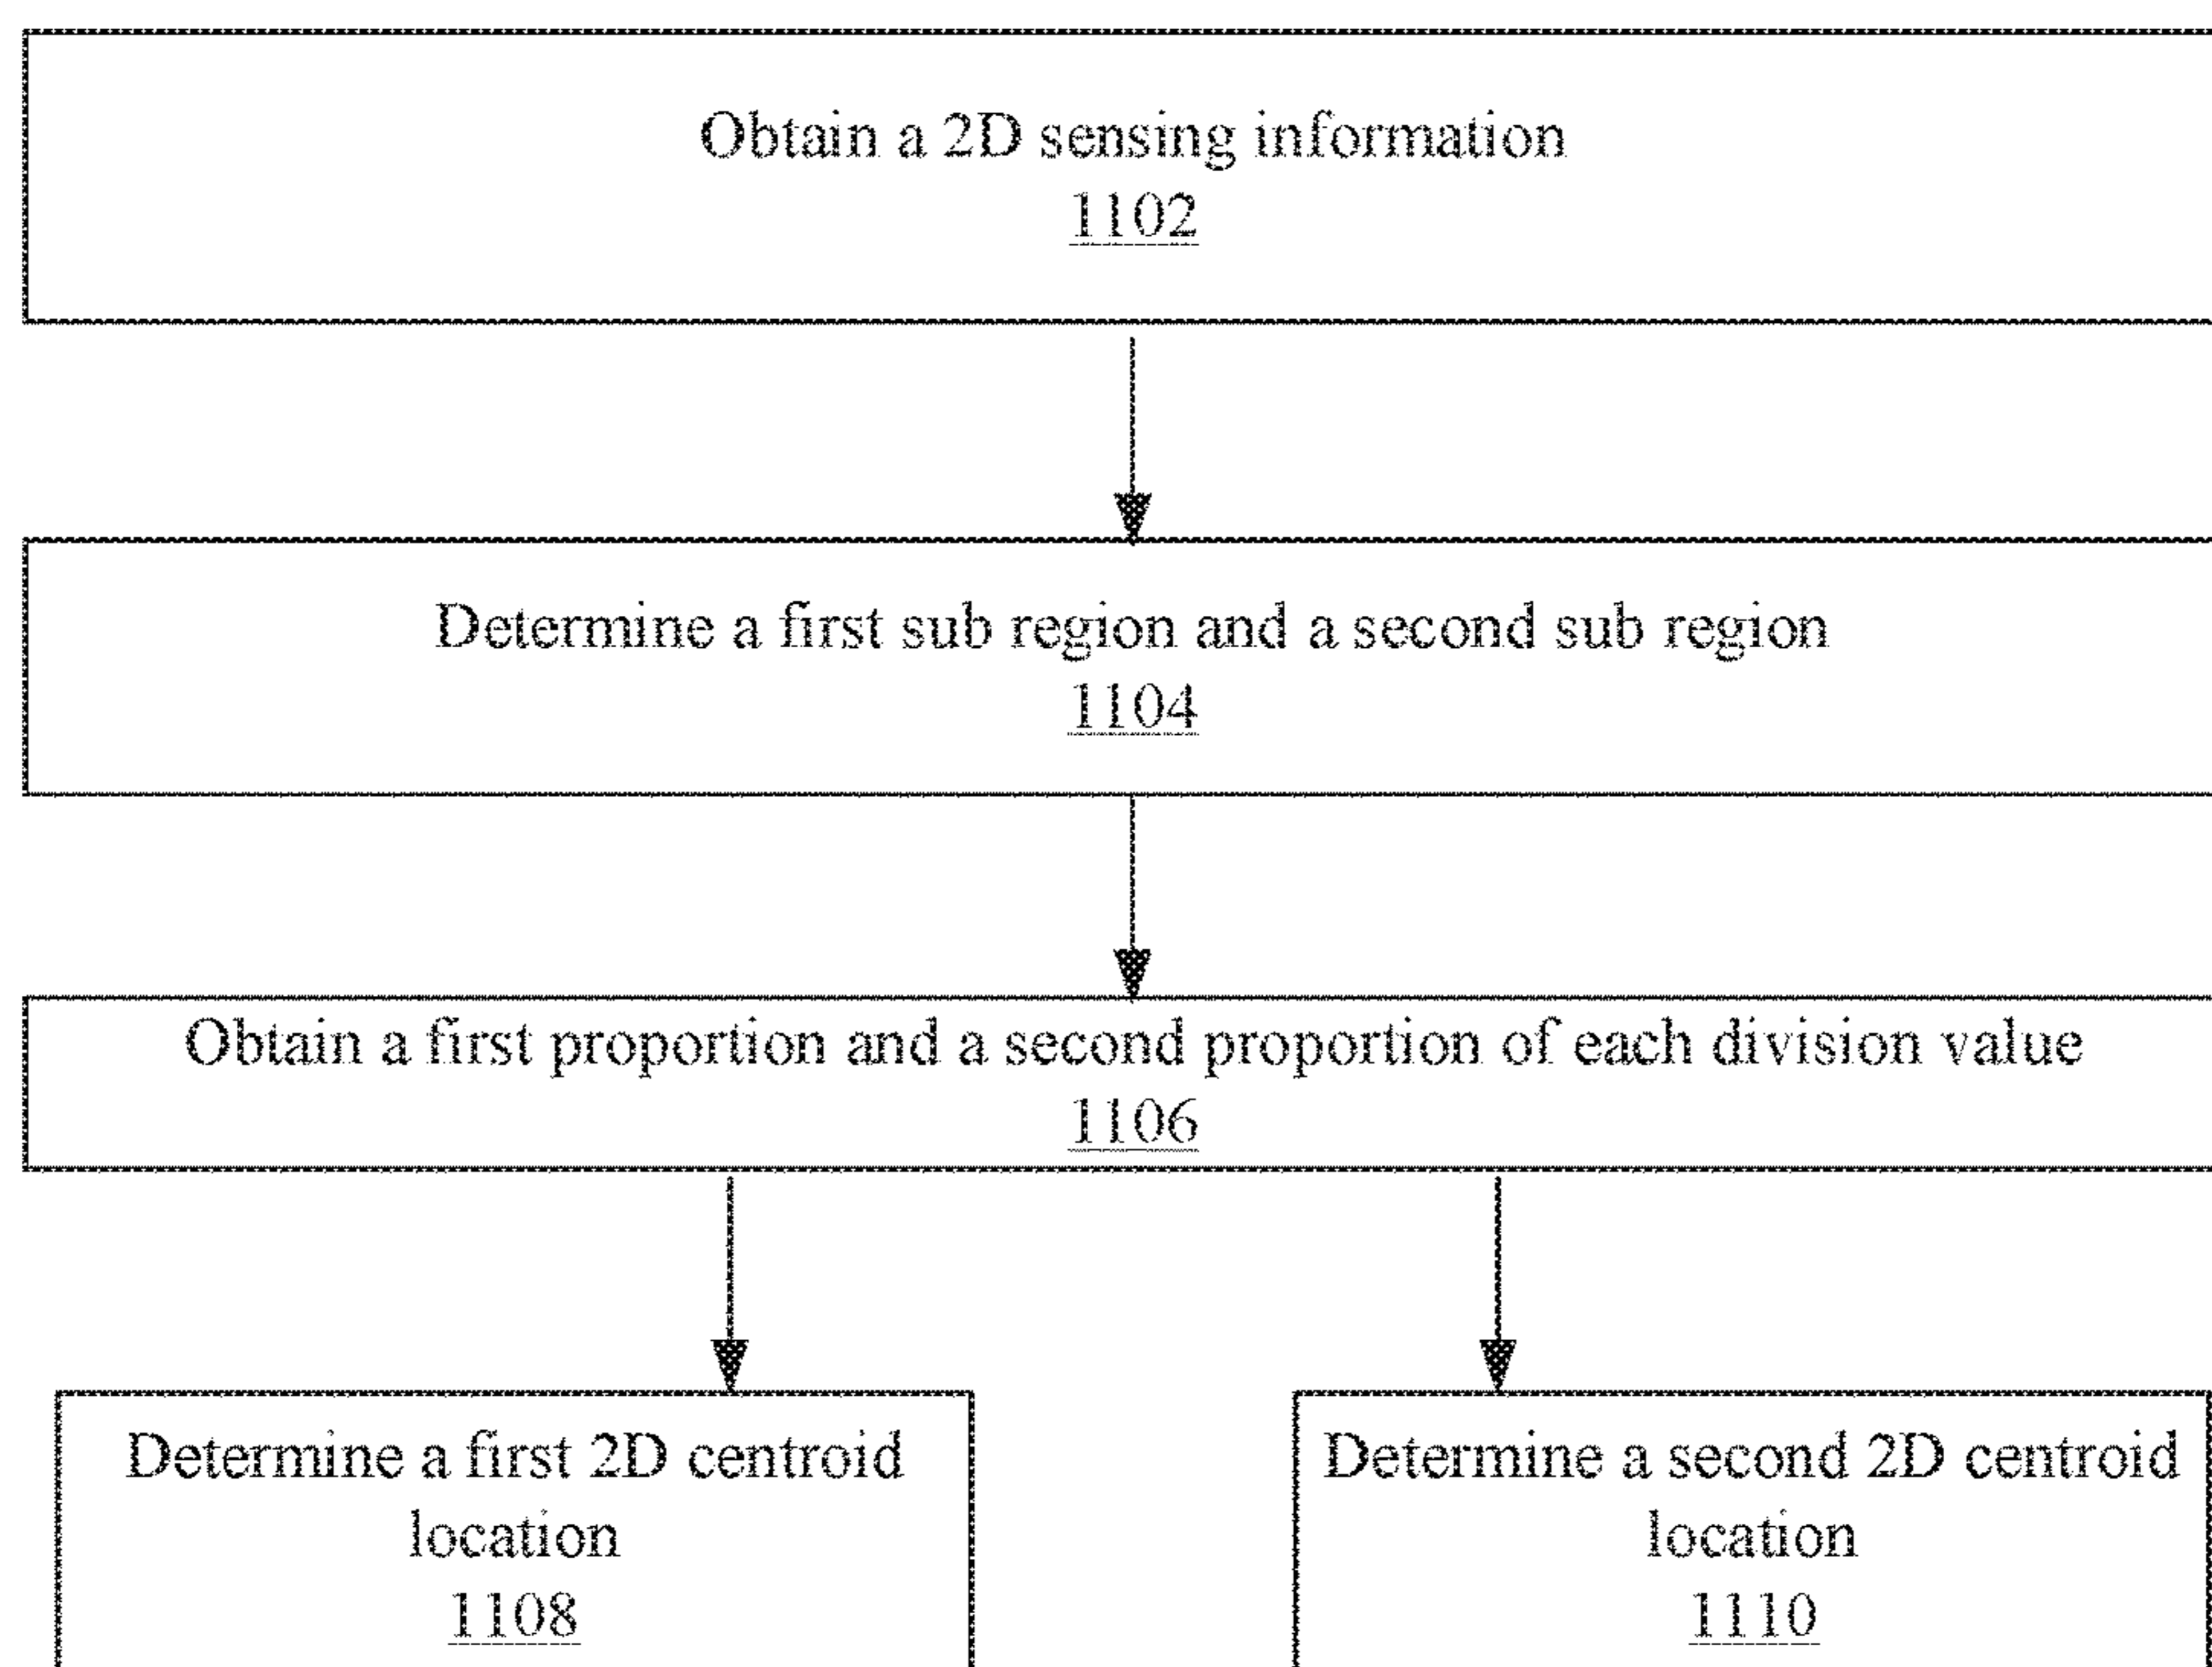 Obtain a 2D sensing information
1102
Determine a first sub region and a second sub region
1104
Obtain a first proportion and a second proportion of each division value
1106
Determine a first 2D centroid
location
1108
Determine a second 2D centroid
location
1110